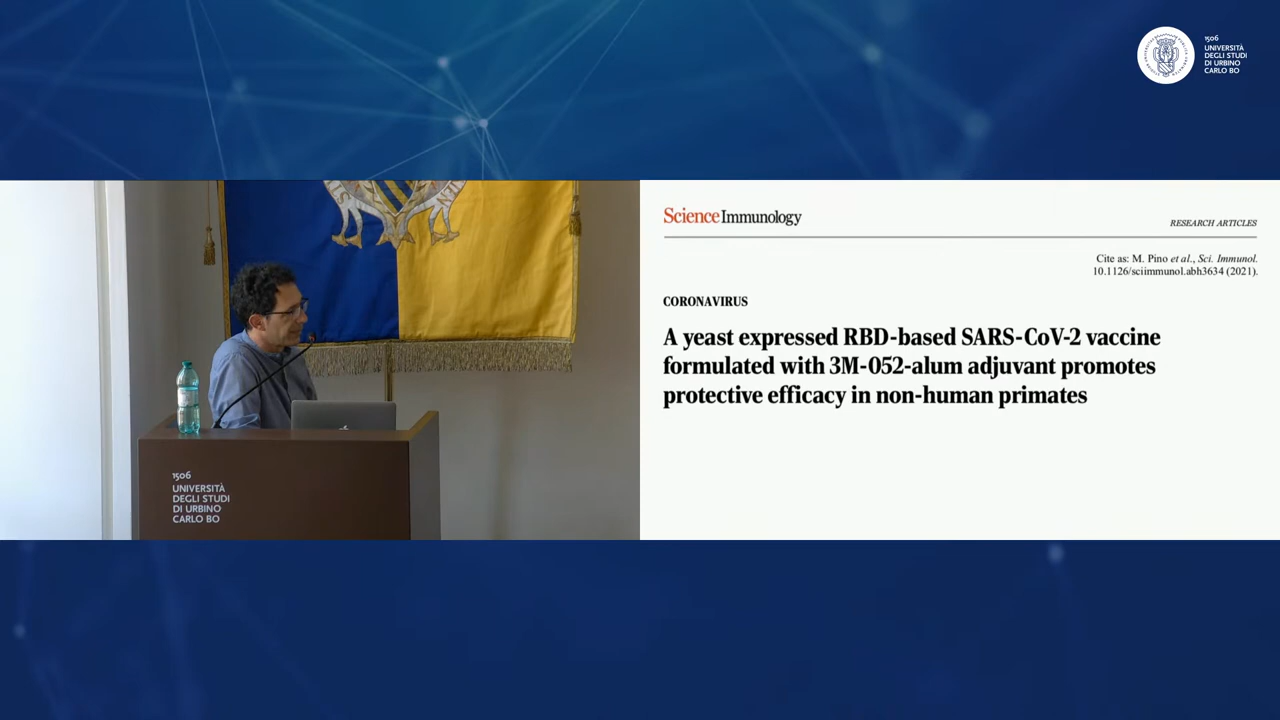 1506
UNIVERSITÀ
DEGLI STUDI
DI URBINO
CARLO BO
Science Immunology
RESEARCH ARTICLES
Cite as: M. Pino et al., Sci. Immunol.
10.1126/sciimmunol.abh3634 (2021).
CORONAVIRUS
A yeast expressed RBD-based SARS-CoV-2 vaccine
formulated with 3M-052-alum adjuvant promotes
protective efficacy in non-human primates
1506
UNIVERSITÀ
DEGLI STUDI
DI URBINO
CARLO BO